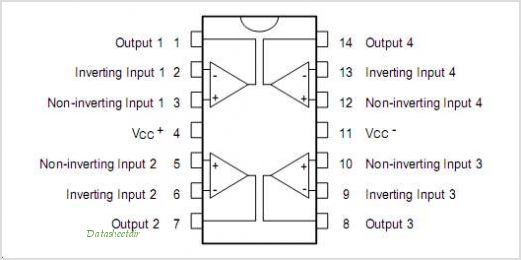 Output 1 1 14 Output 4
Inverting Input 1 2 - - 13 Inverting Input 4
Non-inverting Input 1 3 + + 12 Non-inverting Input 4
Vcc+ 4 11 Vcc-
Non-inverting Input 2 5 + + 10 Non-inverting Input 3
Inverting Input 2 6 - - 9 Inverting Input 3
Output 2 7 8 Output 3